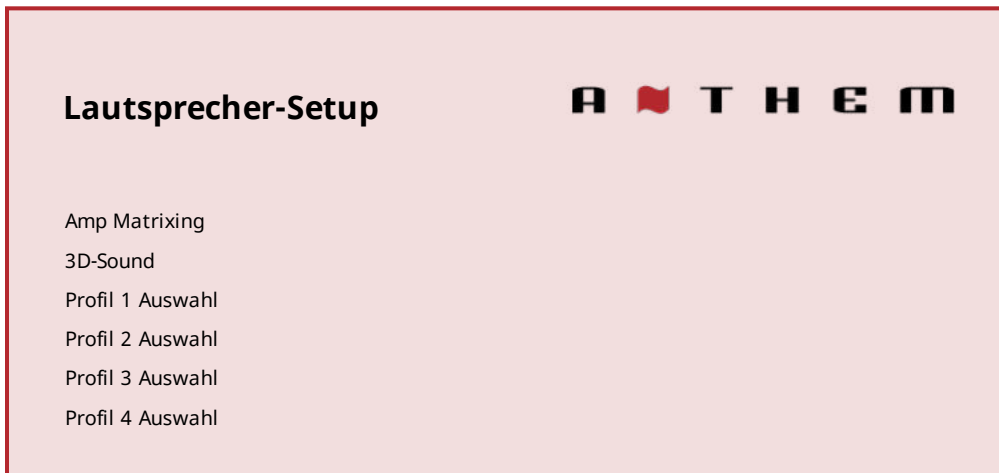 Lautsprecher-Setup
ANTHEM
Amp Matrixing
3D-Sound
Profil 1 Auswahl
Profil 2 Auswahl
Profil 3 Auswahl
Profil 4 Auswahl